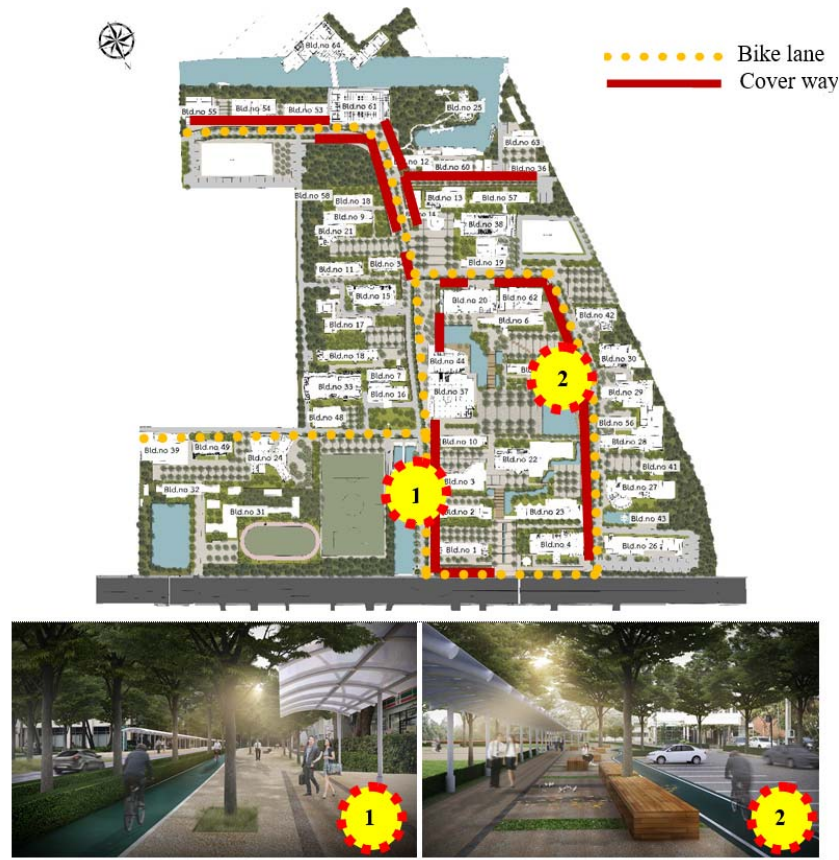 Bld.no 64
Bike lane
Cover way
Bld.no 55
Bld.no 54
Bld.no 53
Bld.no 61
Bld.no 25
Bld.no 63
Bld.no 12
Bld.no 60
Bld.no 36
Bld.no 58
Bld.no 18
Bld.no 13
Bld.no 57
Bld.no 9
Bld.no 14
Bld.no 21
Bld.no 38
Bld.no 11
Bld.no 19
Bld.no 15
Bld.no 20
Bld.no 62
Bld.no 17
Bld.no 6
Bld.no 42
Bld.no 18
Bld.no 44
Bld.no 30
Bld.no 7
Bld.no
2
Bld.no 33
Bld.no 16
Bld.no 37
Bld.no 29
Bld.no 48
Bld.no 56
Bld.no 39
Bld.no 49
Bld.no 10
Bld.no 28
Bld.no 24
Bld.no 22
Bld.no 41
Bld.no 32
1
Bld.no 3
Bld.no 27
Bld.no 31
Bld.no 2
Bld.no 23
Bld.no 43
Bld.no 1
Bld.no 4
Bld.no 26
1
2